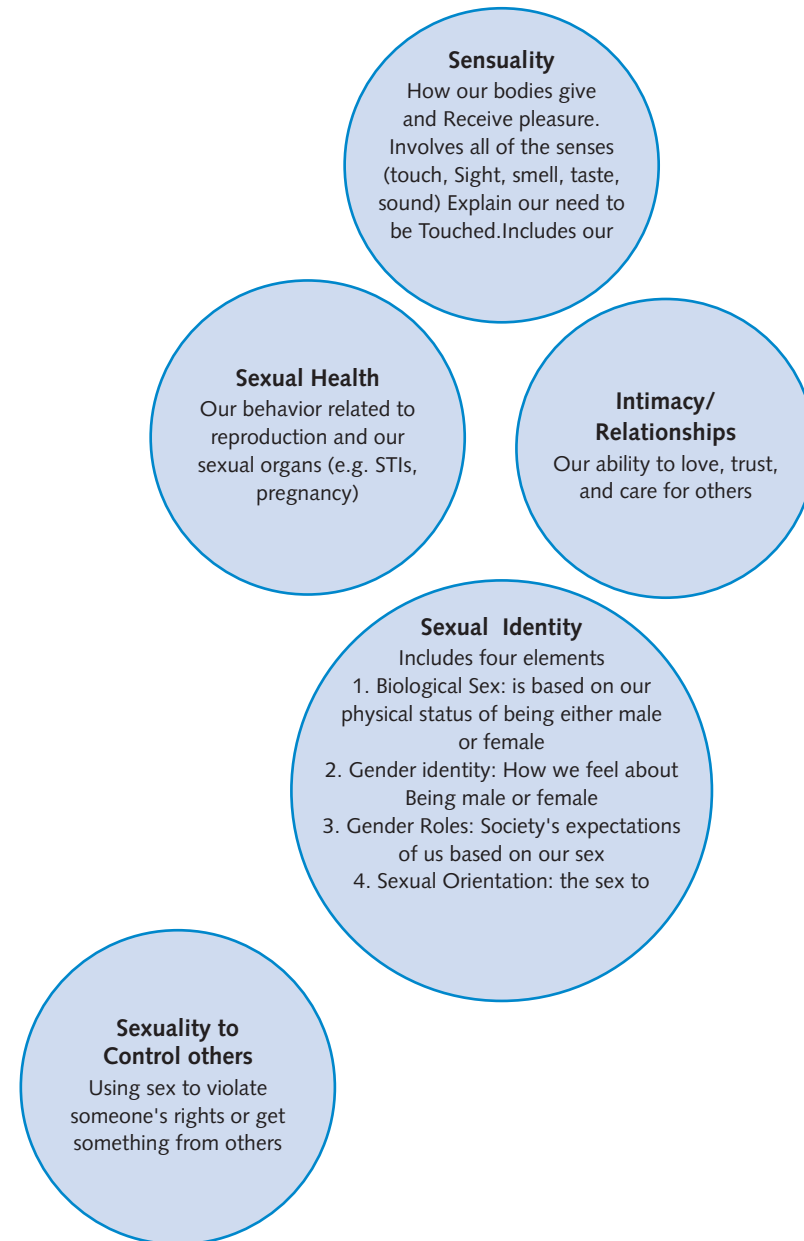 Sensuality
How our bodies give
and Receive pleasure.
Involves all of the senses
(touch, Sight, smell, taste,
sound) Explain our need to
be Touched.Includes our
Sexual Health
Our behavior related to
reproduction and our
sexual organs (e.g. STIs,
pregnancy)
Intimacy/
Relationships
Our ability to love, trust,
and care for others
Sexual Identity
Includes four elements
1. Biological Sex: is based on our
physical status of being either male
or female
2. Gender identity: How we feel about
Being male or female
3. Gender Roles: Society's expectations
of us based on our sex
4. Sexual Orientation: the sex to
Sexuality to
Control others
Using sex to violate
someone's rights or get
something from others